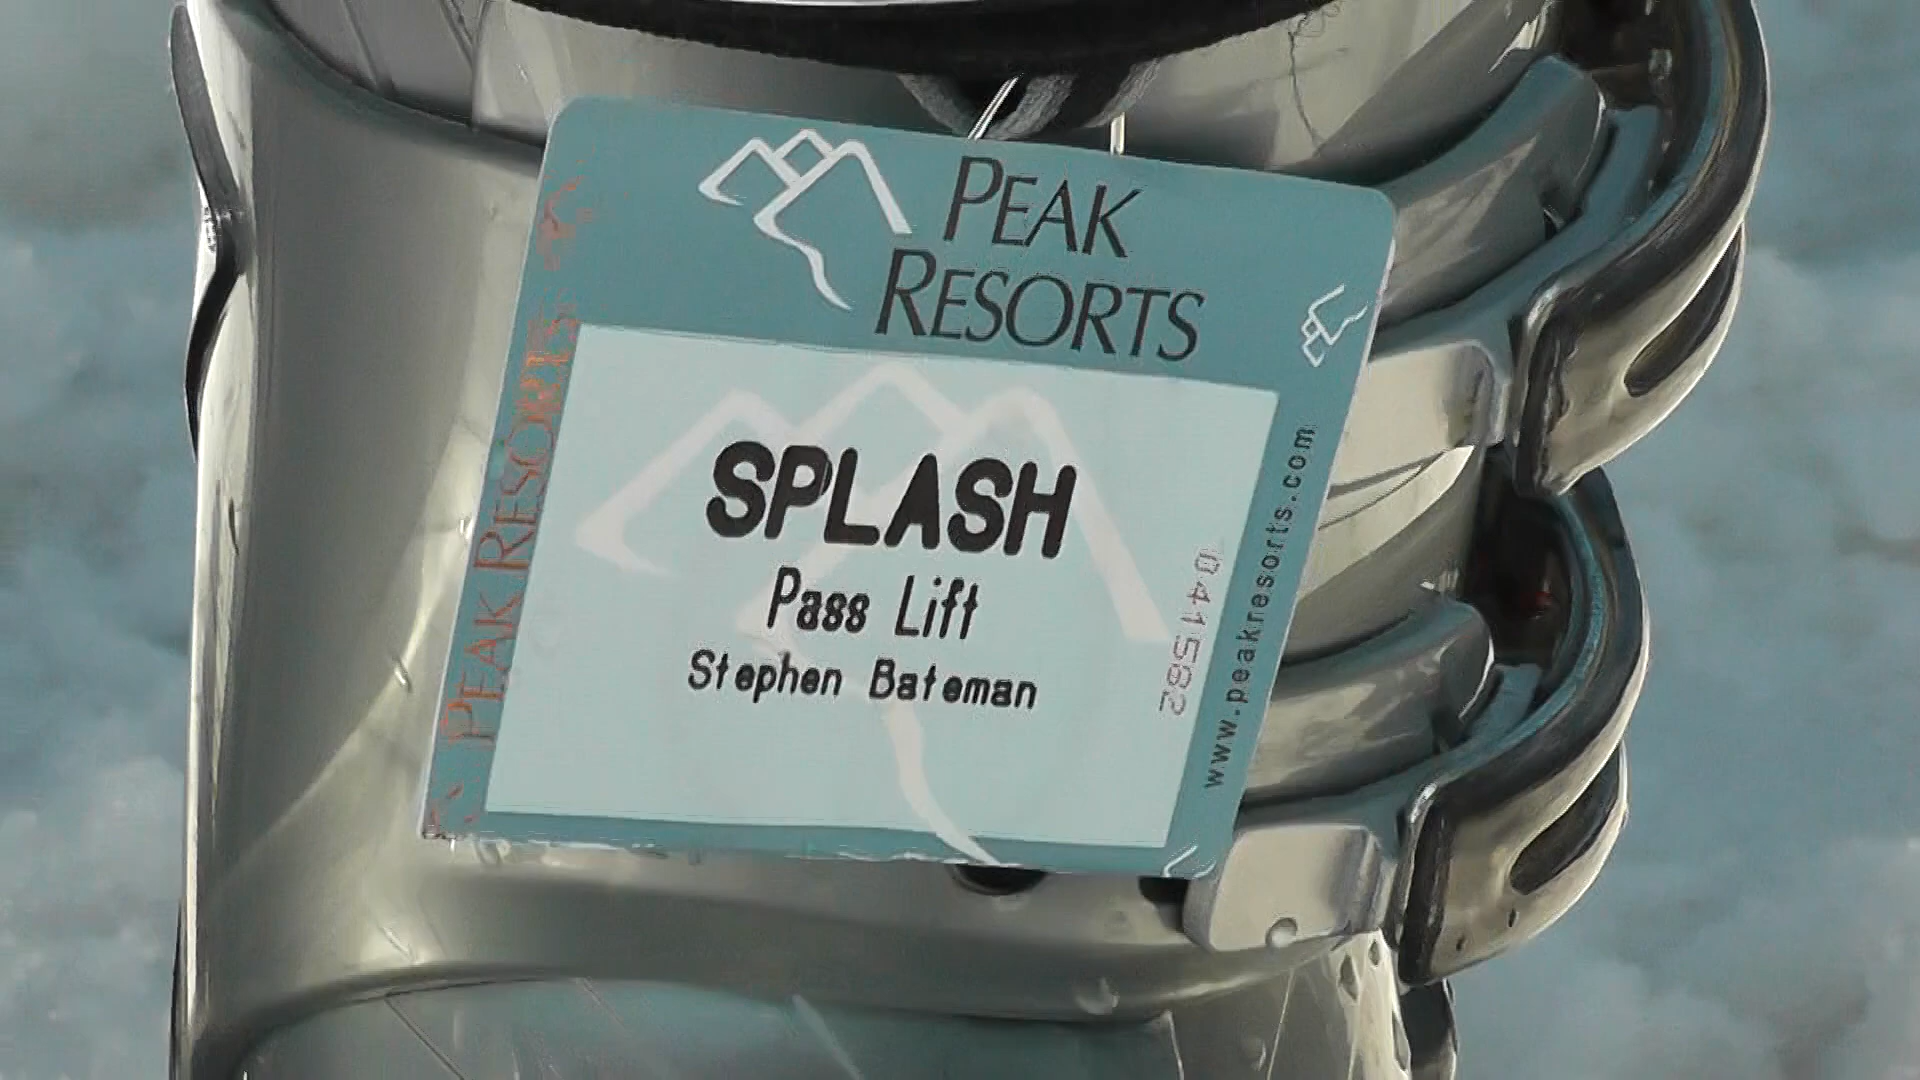 PEAK
RESORTS
PEAK RESORTS
SPLASH
Pass Lift
Stephen Bateman
041582
www.peakresorts.com